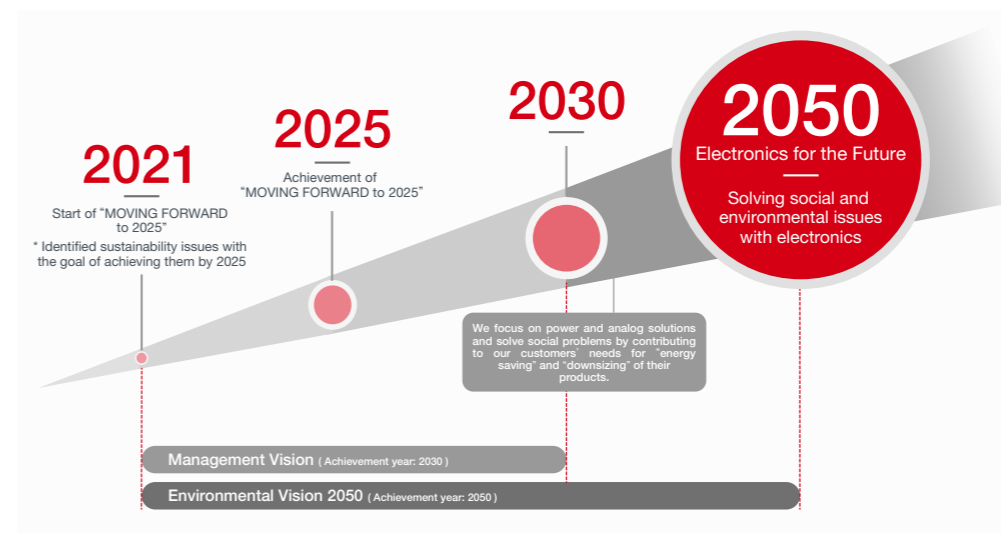 2021
Start of “MOVING FORWARD
to 2025”
* Identified sustainability issues with
the goal of achieving them by 2025
2025
Achievement of
“MOVING FORWARD to 2025”
2030
We focus on power and analog solutions
and solve social problems by contributing
to our customers’ needs for “energy
saving” and “downsizing” of their
products.
2050
Electronics for the Future
Solving social and
environmental issues
with electronics
Management Vision ( Achievement year: 2030 )
Environmental Vision 2050 ( Achievement year: 2050 )